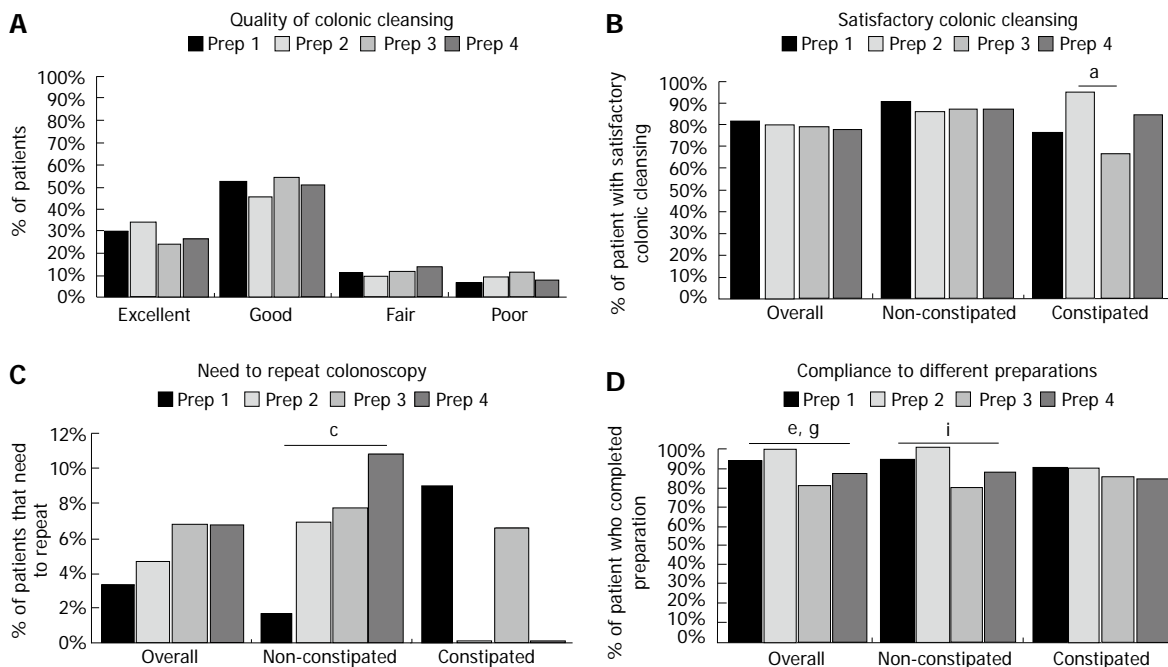 A
Quality of colonic cleansing
Prep 1 Prep 2 Prep 3 Prep 4
% of patients
100%
90%
80%
70%
60%
50%
40%
30%
20%
10%
0%
Excellent Good Fair Poor
B
Satisfactory colonic cleansing
Prep 1 Prep 2 Prep 3 Prep 4
% of patient with satisfactory
colonic cleansing
100%
90%
80%
70%
60%
50%
40%
30%
20%
10%
0%
a
Overall Non-constipated Constipated
C
Need to repeat colonoscopy
Prep 1 Prep 2 Prep 3 Prep 4
% of patients that need
to repeat
12%
10%
8%
6%
4%
2%
0%
c
Overall Non-constipated Constipated
D
Compliance to different preparations
Prep 1 Prep 2 Prep 3 Prep 4
% of patient who completed
preparation
100%
90%
80%
70%
60%
50%
40%
30%
20%
10%
0%
e, g
i
Overall Non-constipated Constipated